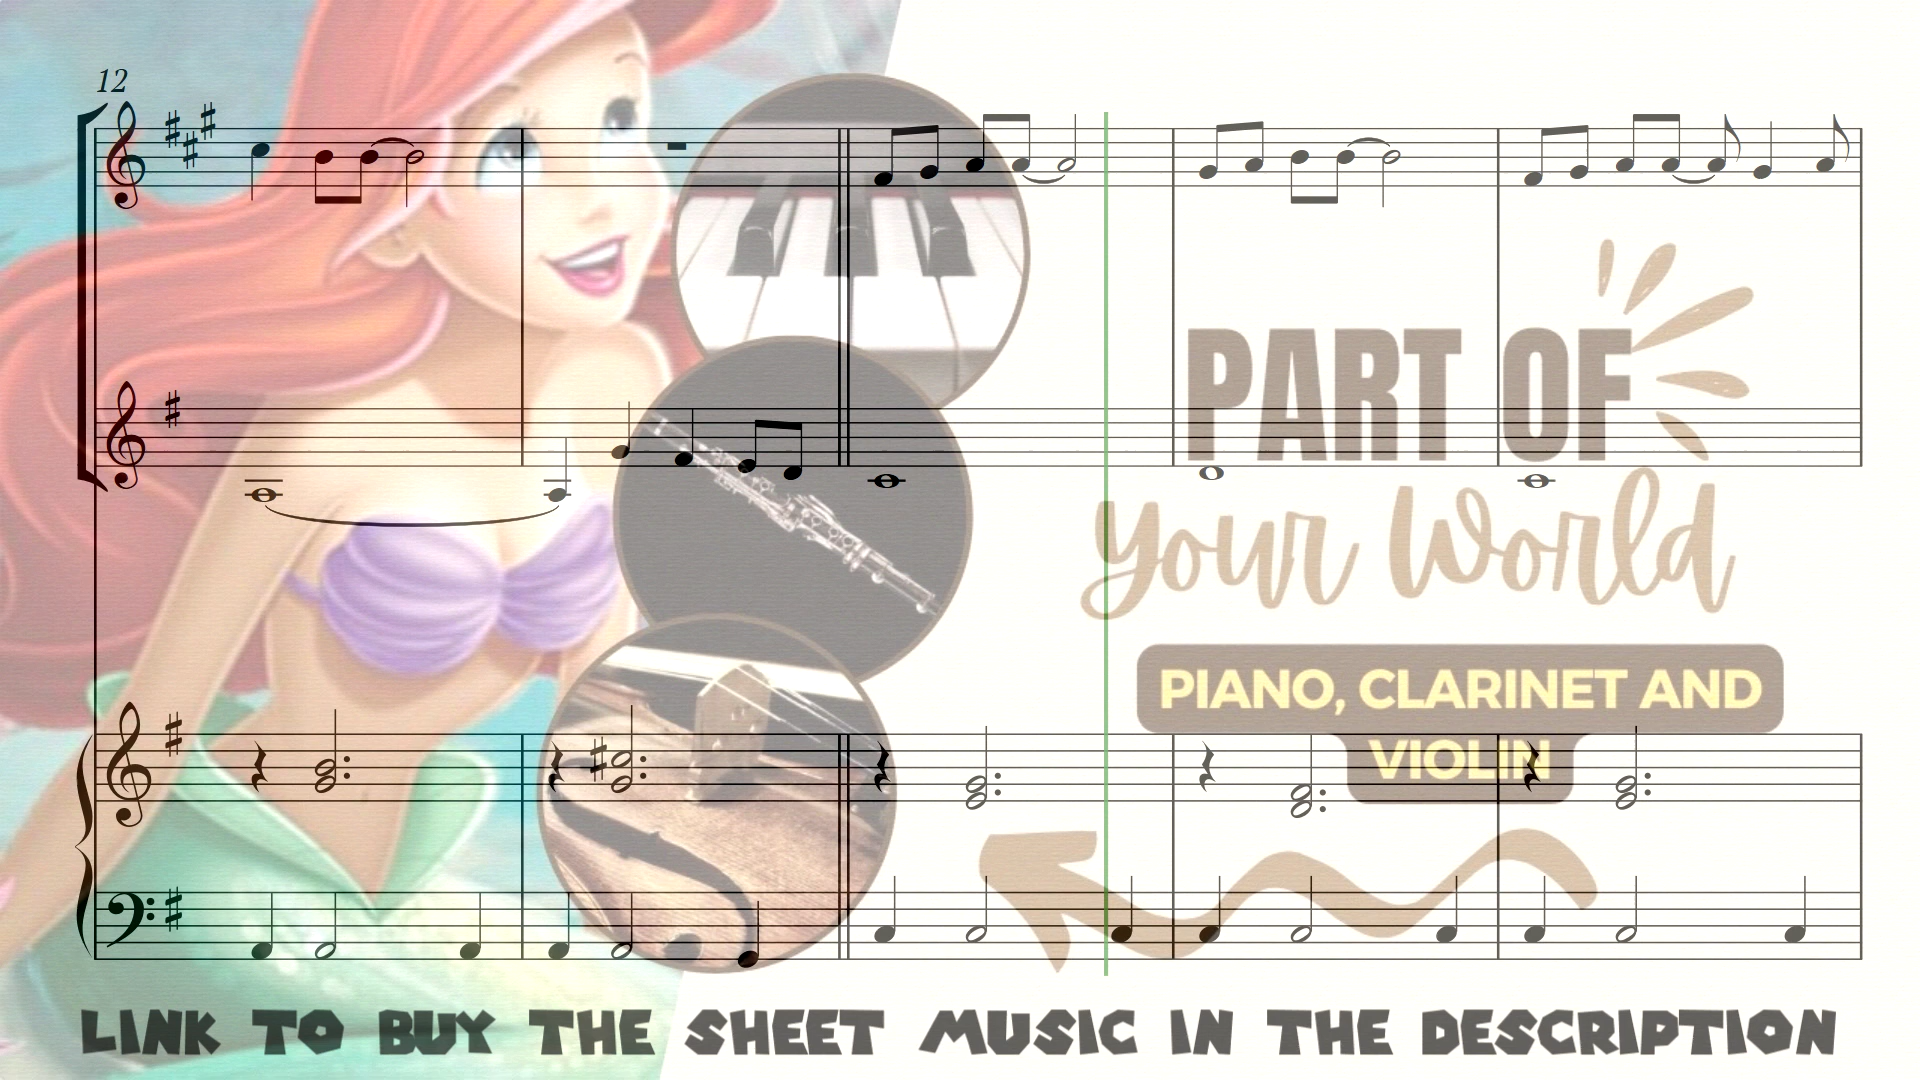 12
PART OF
your World
PIANO, CLARINET AND
VIOLIN
LINK TO BUY THE SHEET MUSIC IN THE DESCRIPTION